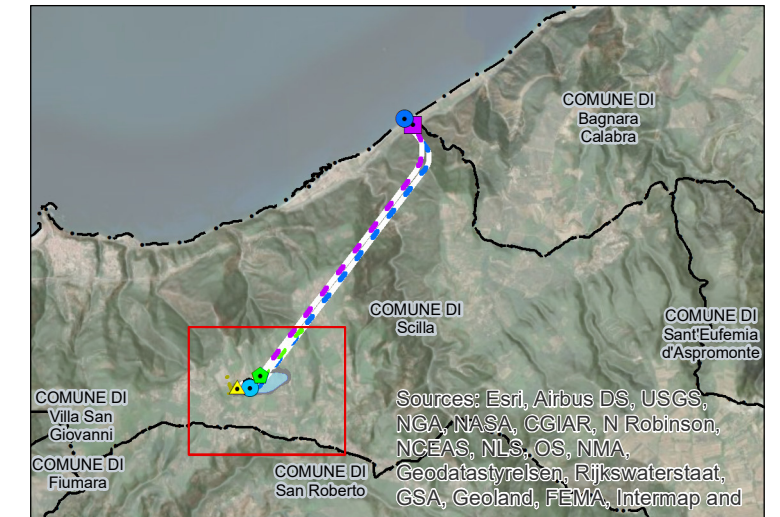 COMUNE DI
Bagnara
Calabra
COMUNE DI
Scilla
COMUNE DI
Sant'Eufemia
d'Aspromonte
COMUNE DI
Villa San
Giovanni
COMUNE DI
Fiumara
COMUNE DI
San Roberto
Sources: Esri, Airbus DS, USGS,
NGA, NASA, CGIAR, N Robinson,
NCEAS, NLS, OS, NMA,
Geodatastyrelsen, Rijkswaterstaat,
GSA, Geoland, FEMA, Intermap and